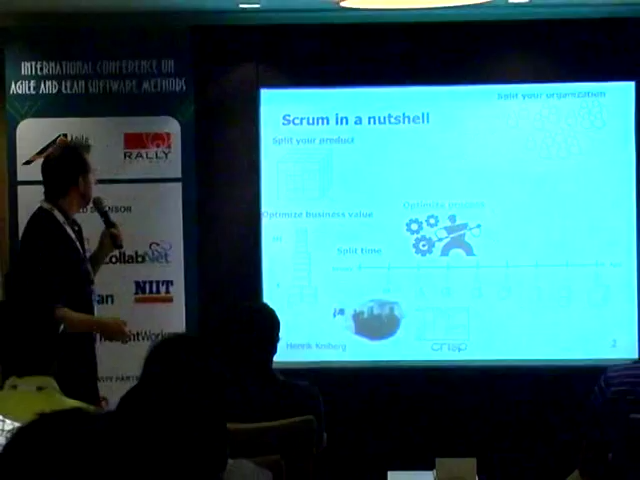 INTERNATIONAL CONFERENCE ON
AGILE AND LEAN SOFTWARE METHODS
RALLY
NIIT
Scrum in a nutshell
Split your organization
Split your product
Optimize business value
Optimize process
Split time
Henrik Kniberg
crisp
2